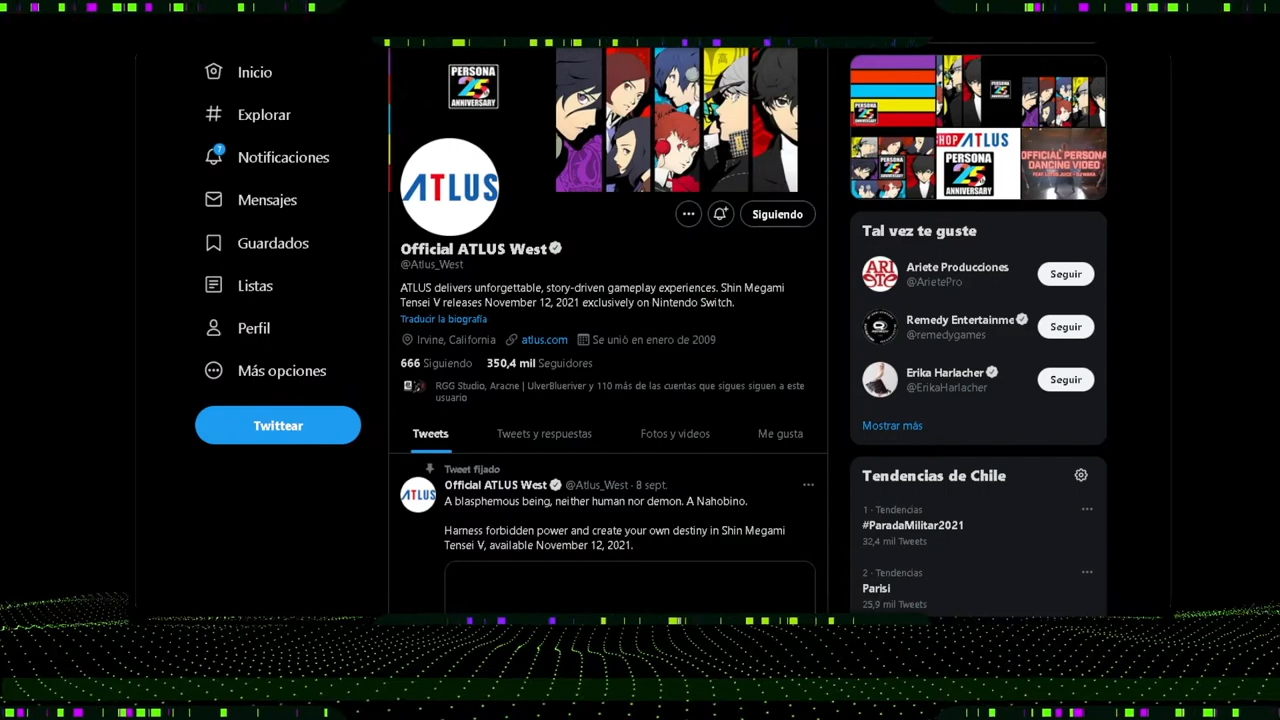 Inicio
Explorar
7
Notificaciones
Mensajes
Guardados
Listas
Perfil
Más opciones
Twittear
PERSONA
25
ANNIVERSARY
ATLUS
Siguiendo
Official ATLUS West
@Atlus_West
ATLUS delivers unforgettable, story-driven gameplay experiences. Shin Megami
Tensei V releases November 12, 2021 exclusively on Nintendo Switch.
Traducir la biografía
Irvine, California atlus.com Se unió en enero de 2009
666 Siguiendo 350,4 mil Seguidores
RGG Studio, Aracne | UlverBlueriver y 110 más de las cuentas que sigues siguen a este
usuario
Tweets Tweets y respuestas Fotos y videos Me gusta
Tweet fijado
ATLUS
Official ATLUS West @Atlus_West · 8 sept.
A blasphemous being, neither human nor demon. A Nahobino.
Harness forbidden power and create your own destiny in Shin Megami
Tensei V, available November 12, 2021.
HOP ATLUS
PERSONA
25
ANNIVERSARY
OFFICIAL PERSONA
DANCING VIDEO
Tal vez te guste
Ariete Producciones
@ArietePro
Seguir
Remedy Entertainme
@remedygames
Seguir
Erika Harlacher
@ErikaHarlacher
Seguir
Mostrar más
Tendencias de Chile
1 · Tendencias
#ParadaMilitar2021
32,4 mil Tweets
2 · Tendencias
Parisi
25,9 mil Tweets